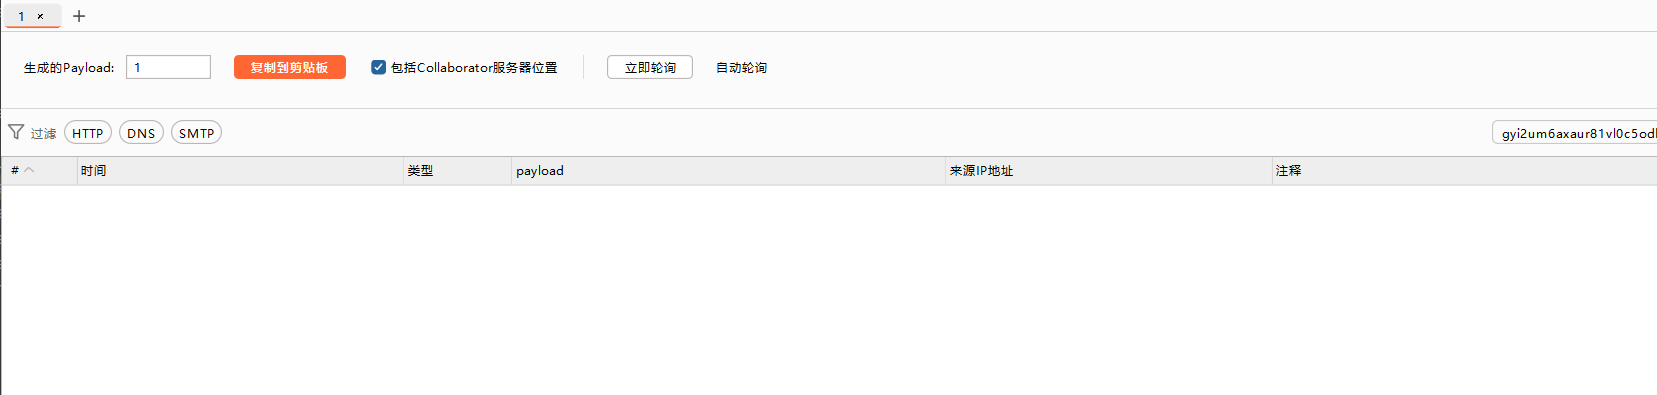 1 ×  +
生成的Payload: 1 复制到剪贴板 包括Collaborator服务器位置 立即轮询 自动轮询
过滤 HTTP DNS SMTP
# 时间 类型 payload 来源IP地址 注释